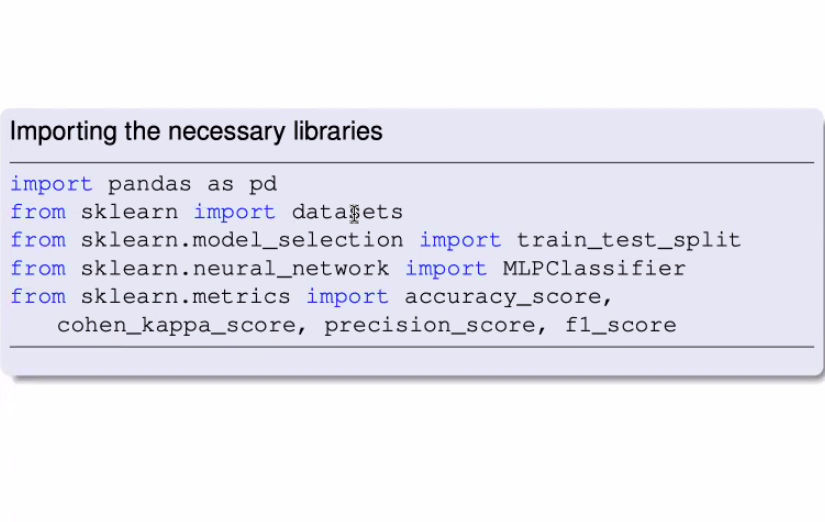 Importing the necessary libraries
import pandas as pd
from sklearn import datasets
from sklearn.model_selection import train_test_split
from sklearn.neural_network import MLPClassifier
from sklearn.metrics import accuracy_score,
cohen_kappa_score, precision_score, f1_score